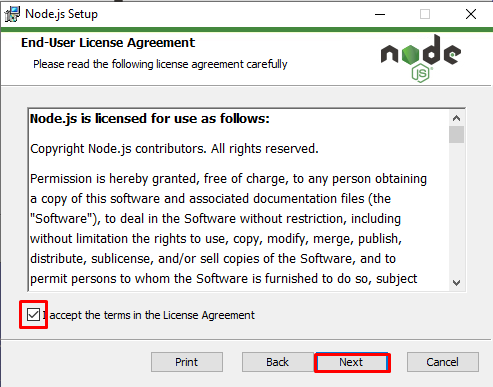 Node.js Setup
End-User License Agreement
Please read the following license agreement carefully
node
JS
Node.js is licensed for use as follows:
Copyright Node.js contributors. All rights reserved.
Permission is hereby granted, free of charge, to any person obtaining
a copy of this software and associated documentation files (the
"Software"), to deal in the Software without restriction, including
without limitation the rights to use, copy, modify, merge, publish,
distribute, sublicense, and/or sell copies of the Software, and to
permit persons to whom the Software is furnished to do so, subject
I accept the terms in the License Agreement
Print Back Next Cancel